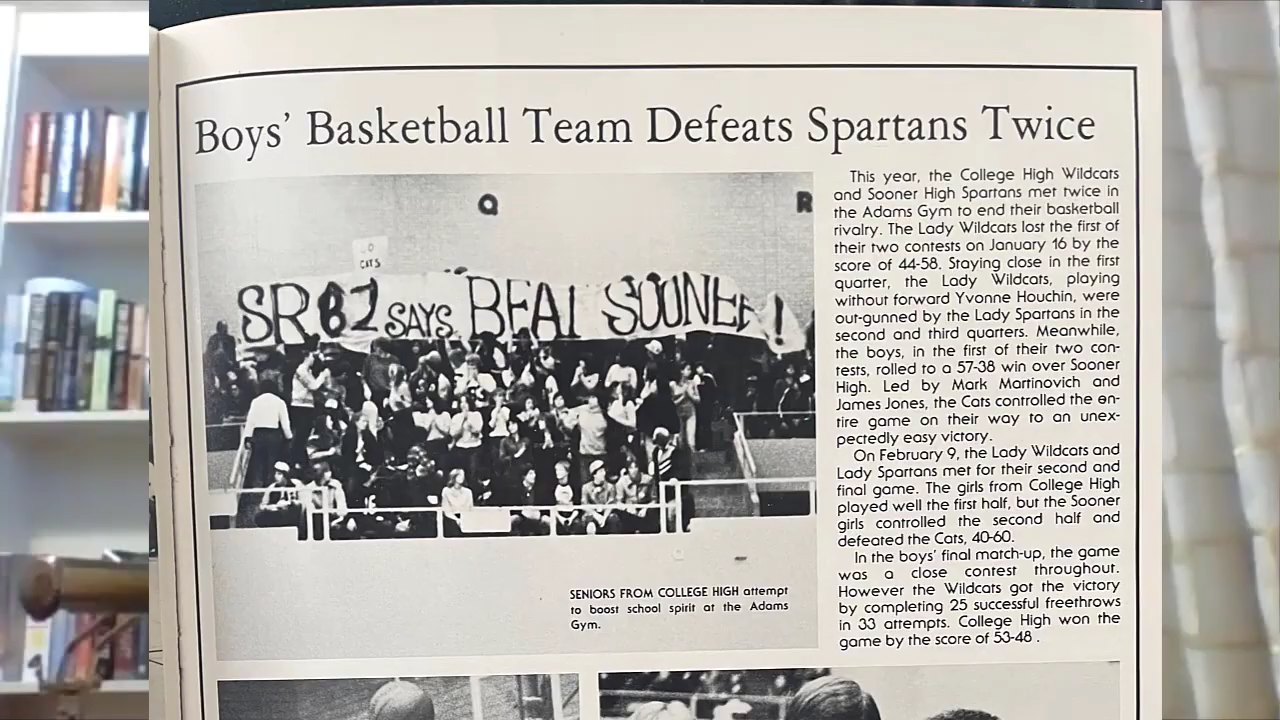 Boys' Basketball Team Defeats Spartans Twice
Q
R
CATS
SR 82 SAYS BEAT SOONER !
SENIORS FROM COLLEGE HIGH attempt
to boost school spirit at the Adams
Gym.
This year, the College High Wildcats
and Sooner High Spartans met twice in
the Adams Gym to end their basketball
rivalry. The Lady Wildcats lost the first of
their two contests on January 16 by the
score of 44-58. Staying close in the first
quarter, the Lady Wildcats, playing
without forward Yvonne Houchin, were
out-gunned by the Lady Spartans in the
second and third quarters. Meanwhile,
the boys, in the first of their two con-
tests, rolled to a 57-38 win over Sooner
High. Led by Mark Martinovich and
James Jones, the Cats controlled the en-
tire game on their way to an unex-
pectedly easy victory.
On February 9, the Lady Wildcats and
Lady Spartans met for their second and
final game. The girls from College High
played well the first half, but the Sooner
girls controlled the second half and
defeated the Cats, 40-60.
In the boys' final match-up, the game
was a close contest throughout.
However the Wildcats got the victory
by completing 25 successful freethrows
in 33 attempts. College High won the
game by the score of 53-48 .